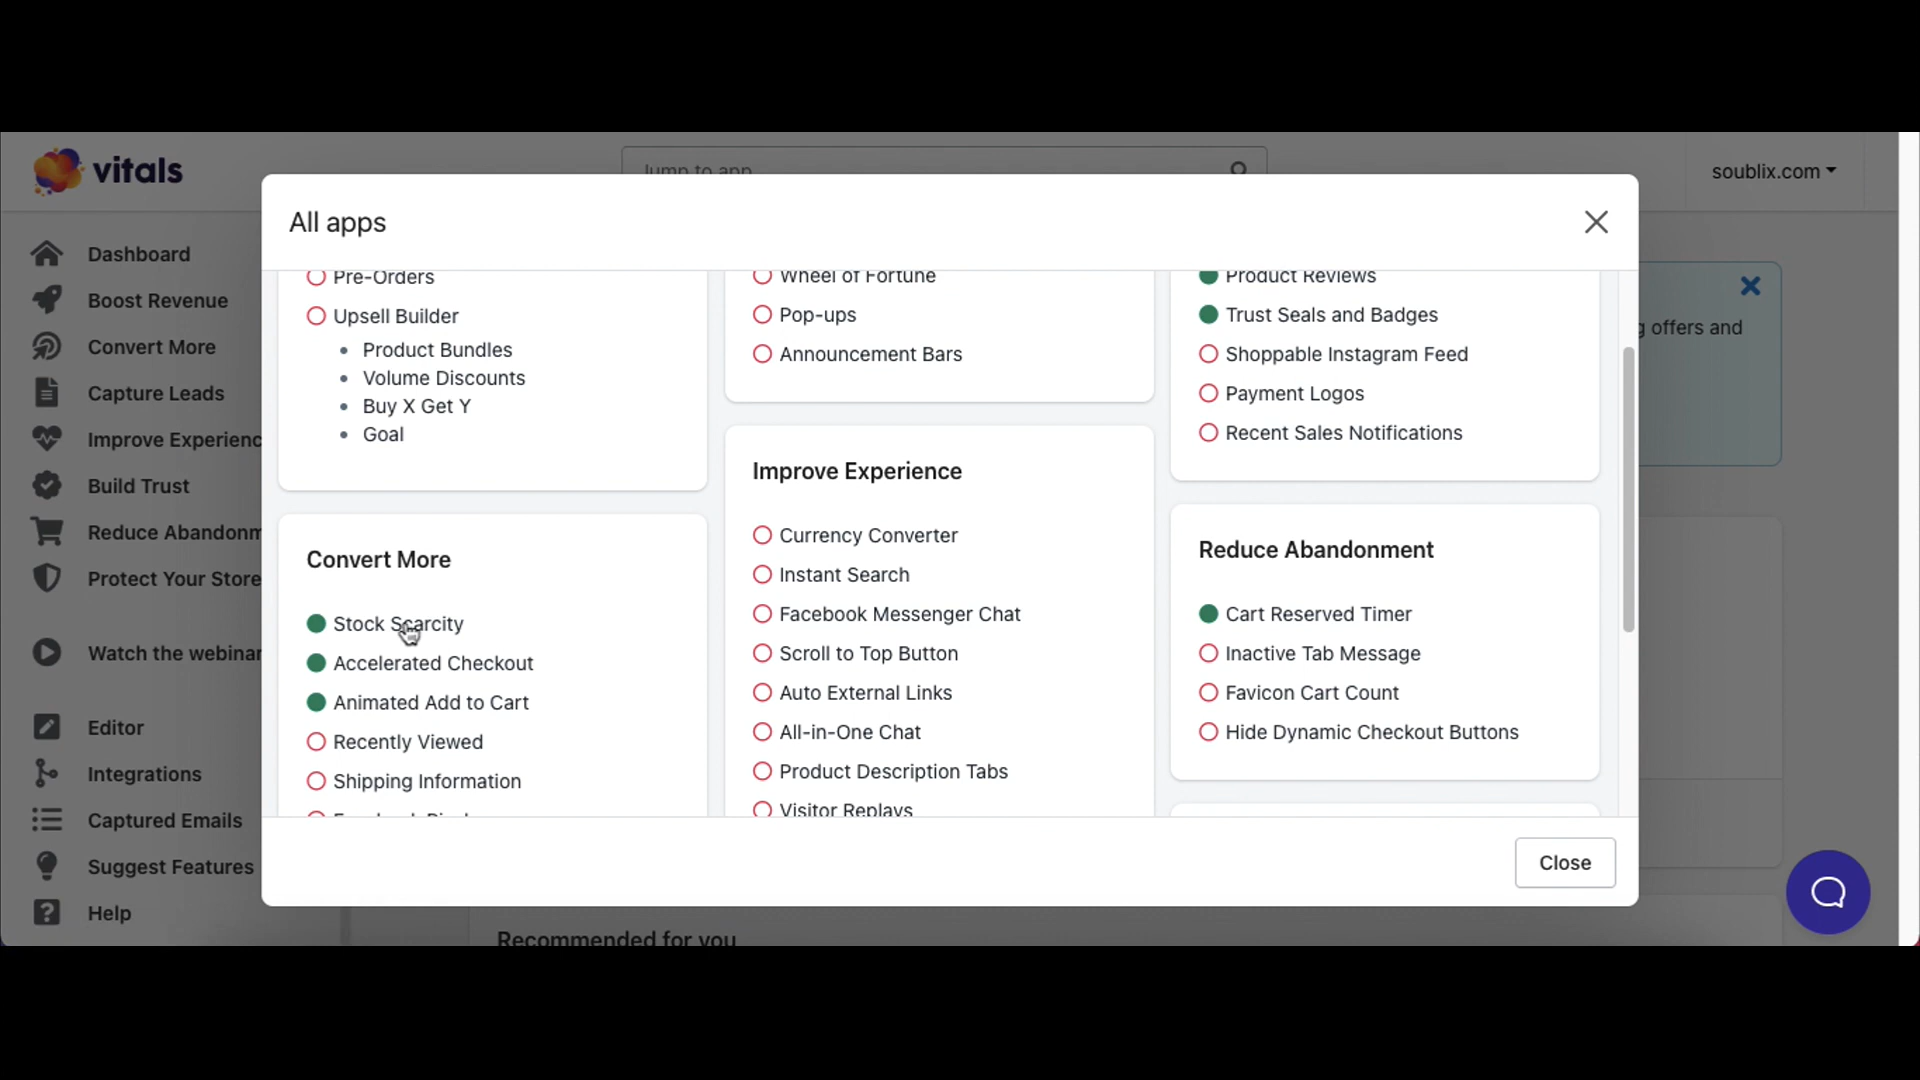 vitals
Jump to app
soublix.com
Dashboard
Boost Revenue
Convert More
Capture Leads
Improve Experienc
Build Trust
Reduce Abandonm
Protect Your Store
Watch the webinar
Editor
Integrations
Captured Emails
Suggest Features
Help
All apps
Pre-Orders
Upsell Builder
Product Bundles
Volume Discounts
Buy X Get Y
Goal
Convert More
Stock Scarcity
Accelerated Checkout
Animated Add to Cart
Recently Viewed
Shipping Information
Wheel of Fortune
Pop-ups
Announcement Bars
Improve Experience
Currency Converter
Instant Search
Facebook Messenger Chat
Scroll to Top Button
Auto External Links
All-in-One Chat
Product Description Tabs
Visitor Replays
Product Reviews
Trust Seals and Badges
Shoppable Instagram Feed
Payment Logos
Recent Sales Notifications
Reduce Abandonment
Cart Reserved Timer
Inactive Tab Message
Favicon Cart Count
Hide Dynamic Checkout Buttons
Close
g offers and
Recommended for you